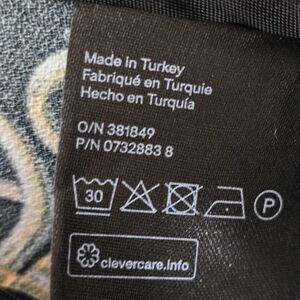 Made in Turkey
Fabriqué en Turquie
Hecho en Turquía
O/N 381849
P/N 0732883 8
30 P
clevercare.info